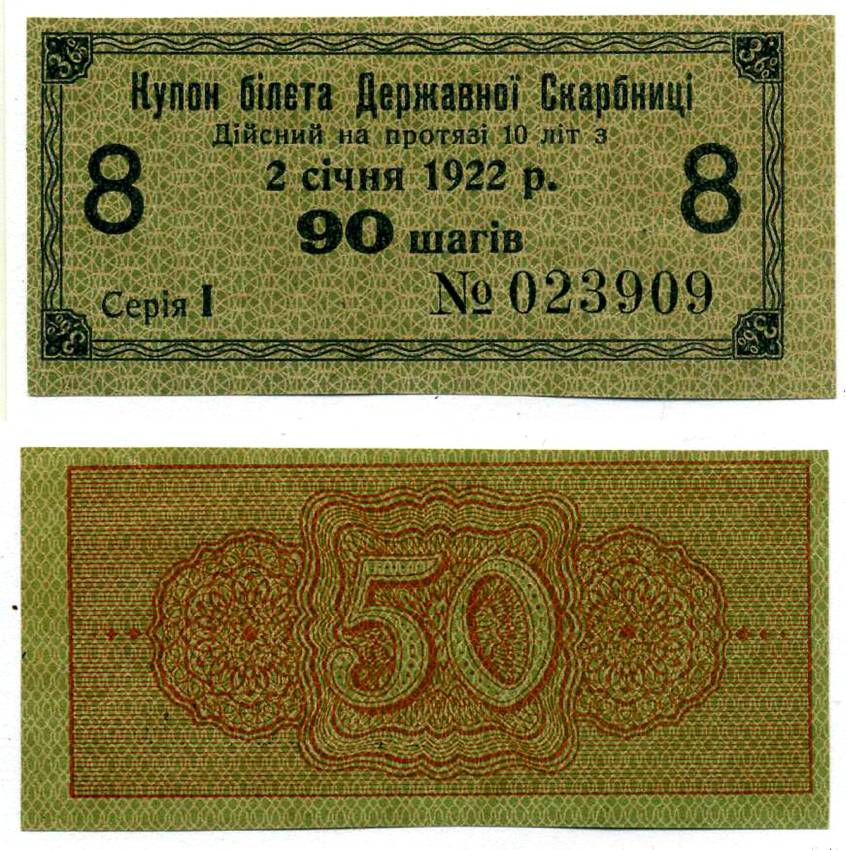 Купон білєта Державної Скарбниці
Дійсний на протязі 10 літ з
8 2 січня 1922 р. 8
90 шагів
Серія I № 023909
50